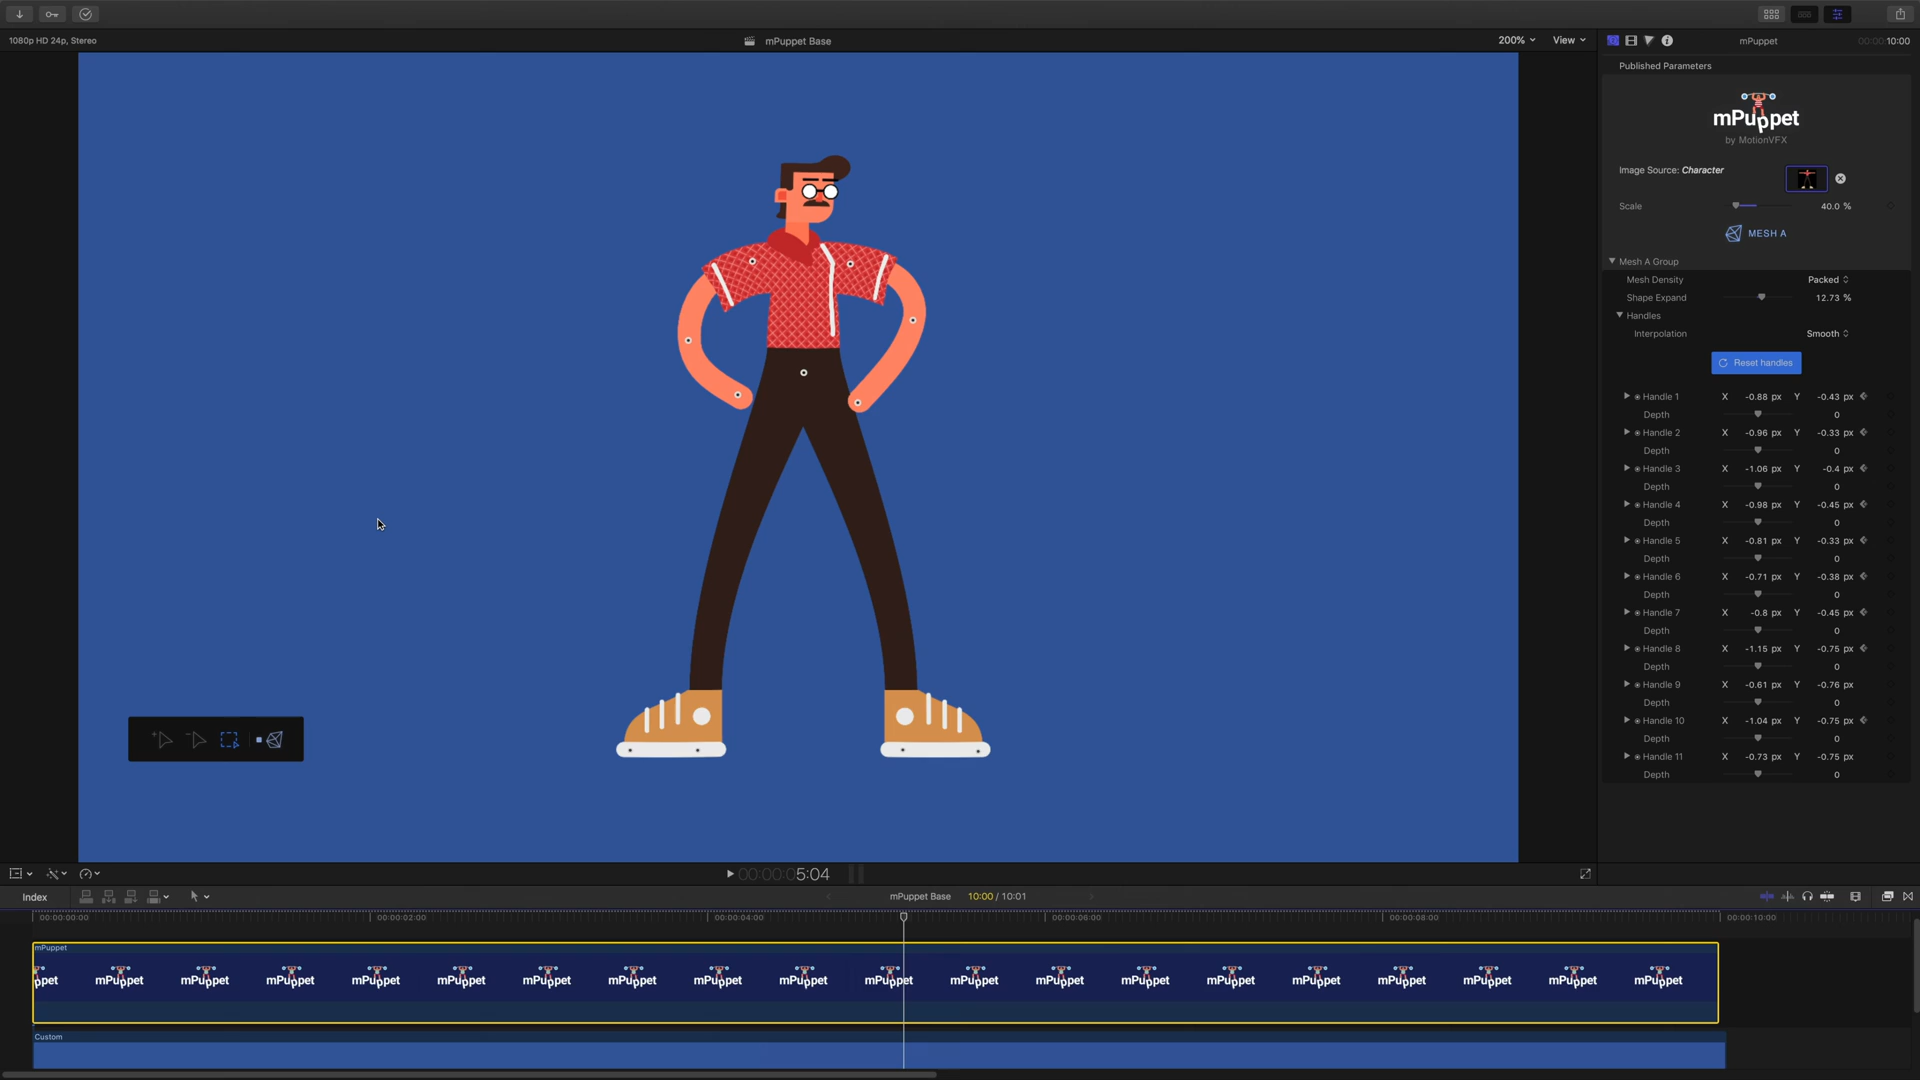 1080p HD 24p, Stereo
mPuppet Base
200%
View
mPuppet
00:00:10:00
Published Parameters
mPuppet
by MotionVFX
Image Source: Character
Scale 40.0 %
MESH A
Mesh A Group
Mesh Density Packed
Shape Expand 12.73 %
Handles
Interpolation Smooth
Reset handles
Handle 1 X -0.88 px Y -0.43 px
Depth 0
Handle 2 X -0.96 px Y -0.33 px
Depth 0
Handle 3 X -1.06 px Y -0.4 px
Depth 0
Handle 4 X -0.98 px Y -0.45 px
Depth 0
Handle 5 X -0.81 px Y -0.33 px
Depth 0
Handle 6 X -0.71 px Y -0.38 px
Depth 0
Handle 7 X -0.8 px Y -0.45 px
Depth 0
Handle 8 X -1.15 px Y -0.75 px
Depth 0
Handle 9 X -0.61 px Y -0.76 px
Depth 0
Handle 10 X -1.04 px Y -0.75 px
Depth 0
Handle 11 X -0.73 px Y -0.75 px
Depth 0
00:00:05:04
Index
mPuppet Base 10:00 / 10:01
00:00:00:00 00:00:02:00 00:00:04:00 00:00:06:00 00:00:08:00 00:00:10:00
mPuppet
ppet mPuppet mPuppet mPuppet mPuppet mPuppet mPuppet mPuppet mPuppet mPuppet mPuppet mPuppet mPuppet mPuppet mPuppet mPuppet mPuppet mPuppet mPuppet mPuppet
Custom